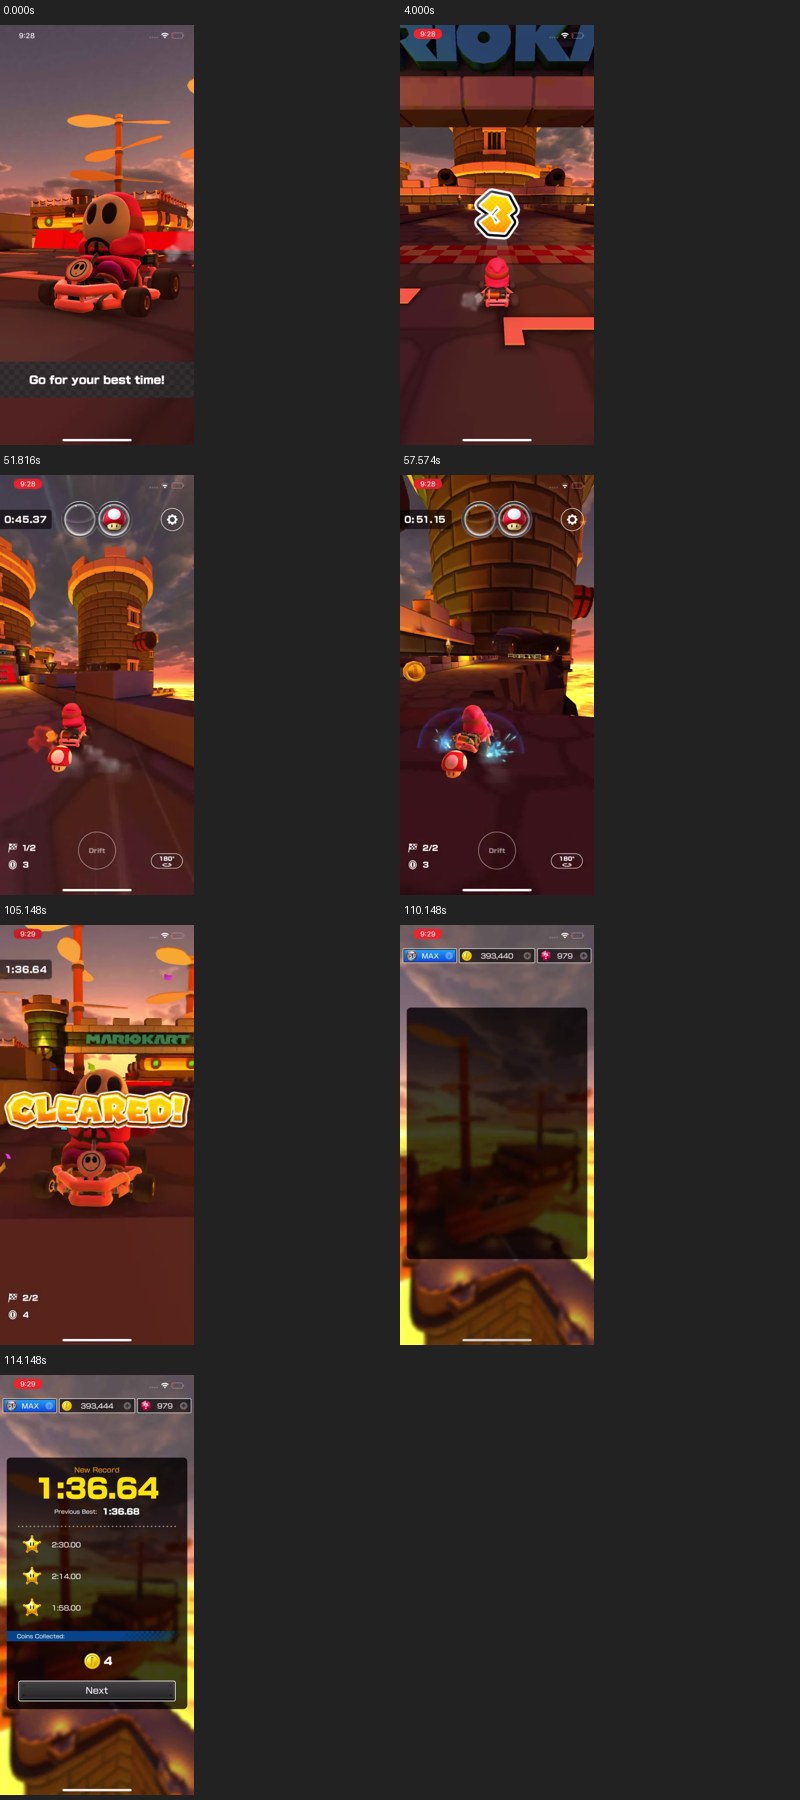 0.000s
9:28
Go for your best time!
4.000s
9:28
RIOKA
3
51.816s
9:28
0:45.37
1/2
3
Drift
180°
57.574s
9:28
0:51.15
2/2
3
Drift
180°
105.148s
9:29
1:36.64
MARIOKART
CLEARED!
2/2
4
110.148s
9:29
MAX
393,440
979
114.148s
9:29
MAX
393,444
979
New Record
1:36.64
Previous Best: 1:36.68
2:30.00
2:14.00
1:58.00
Coins Collected:
4
Next